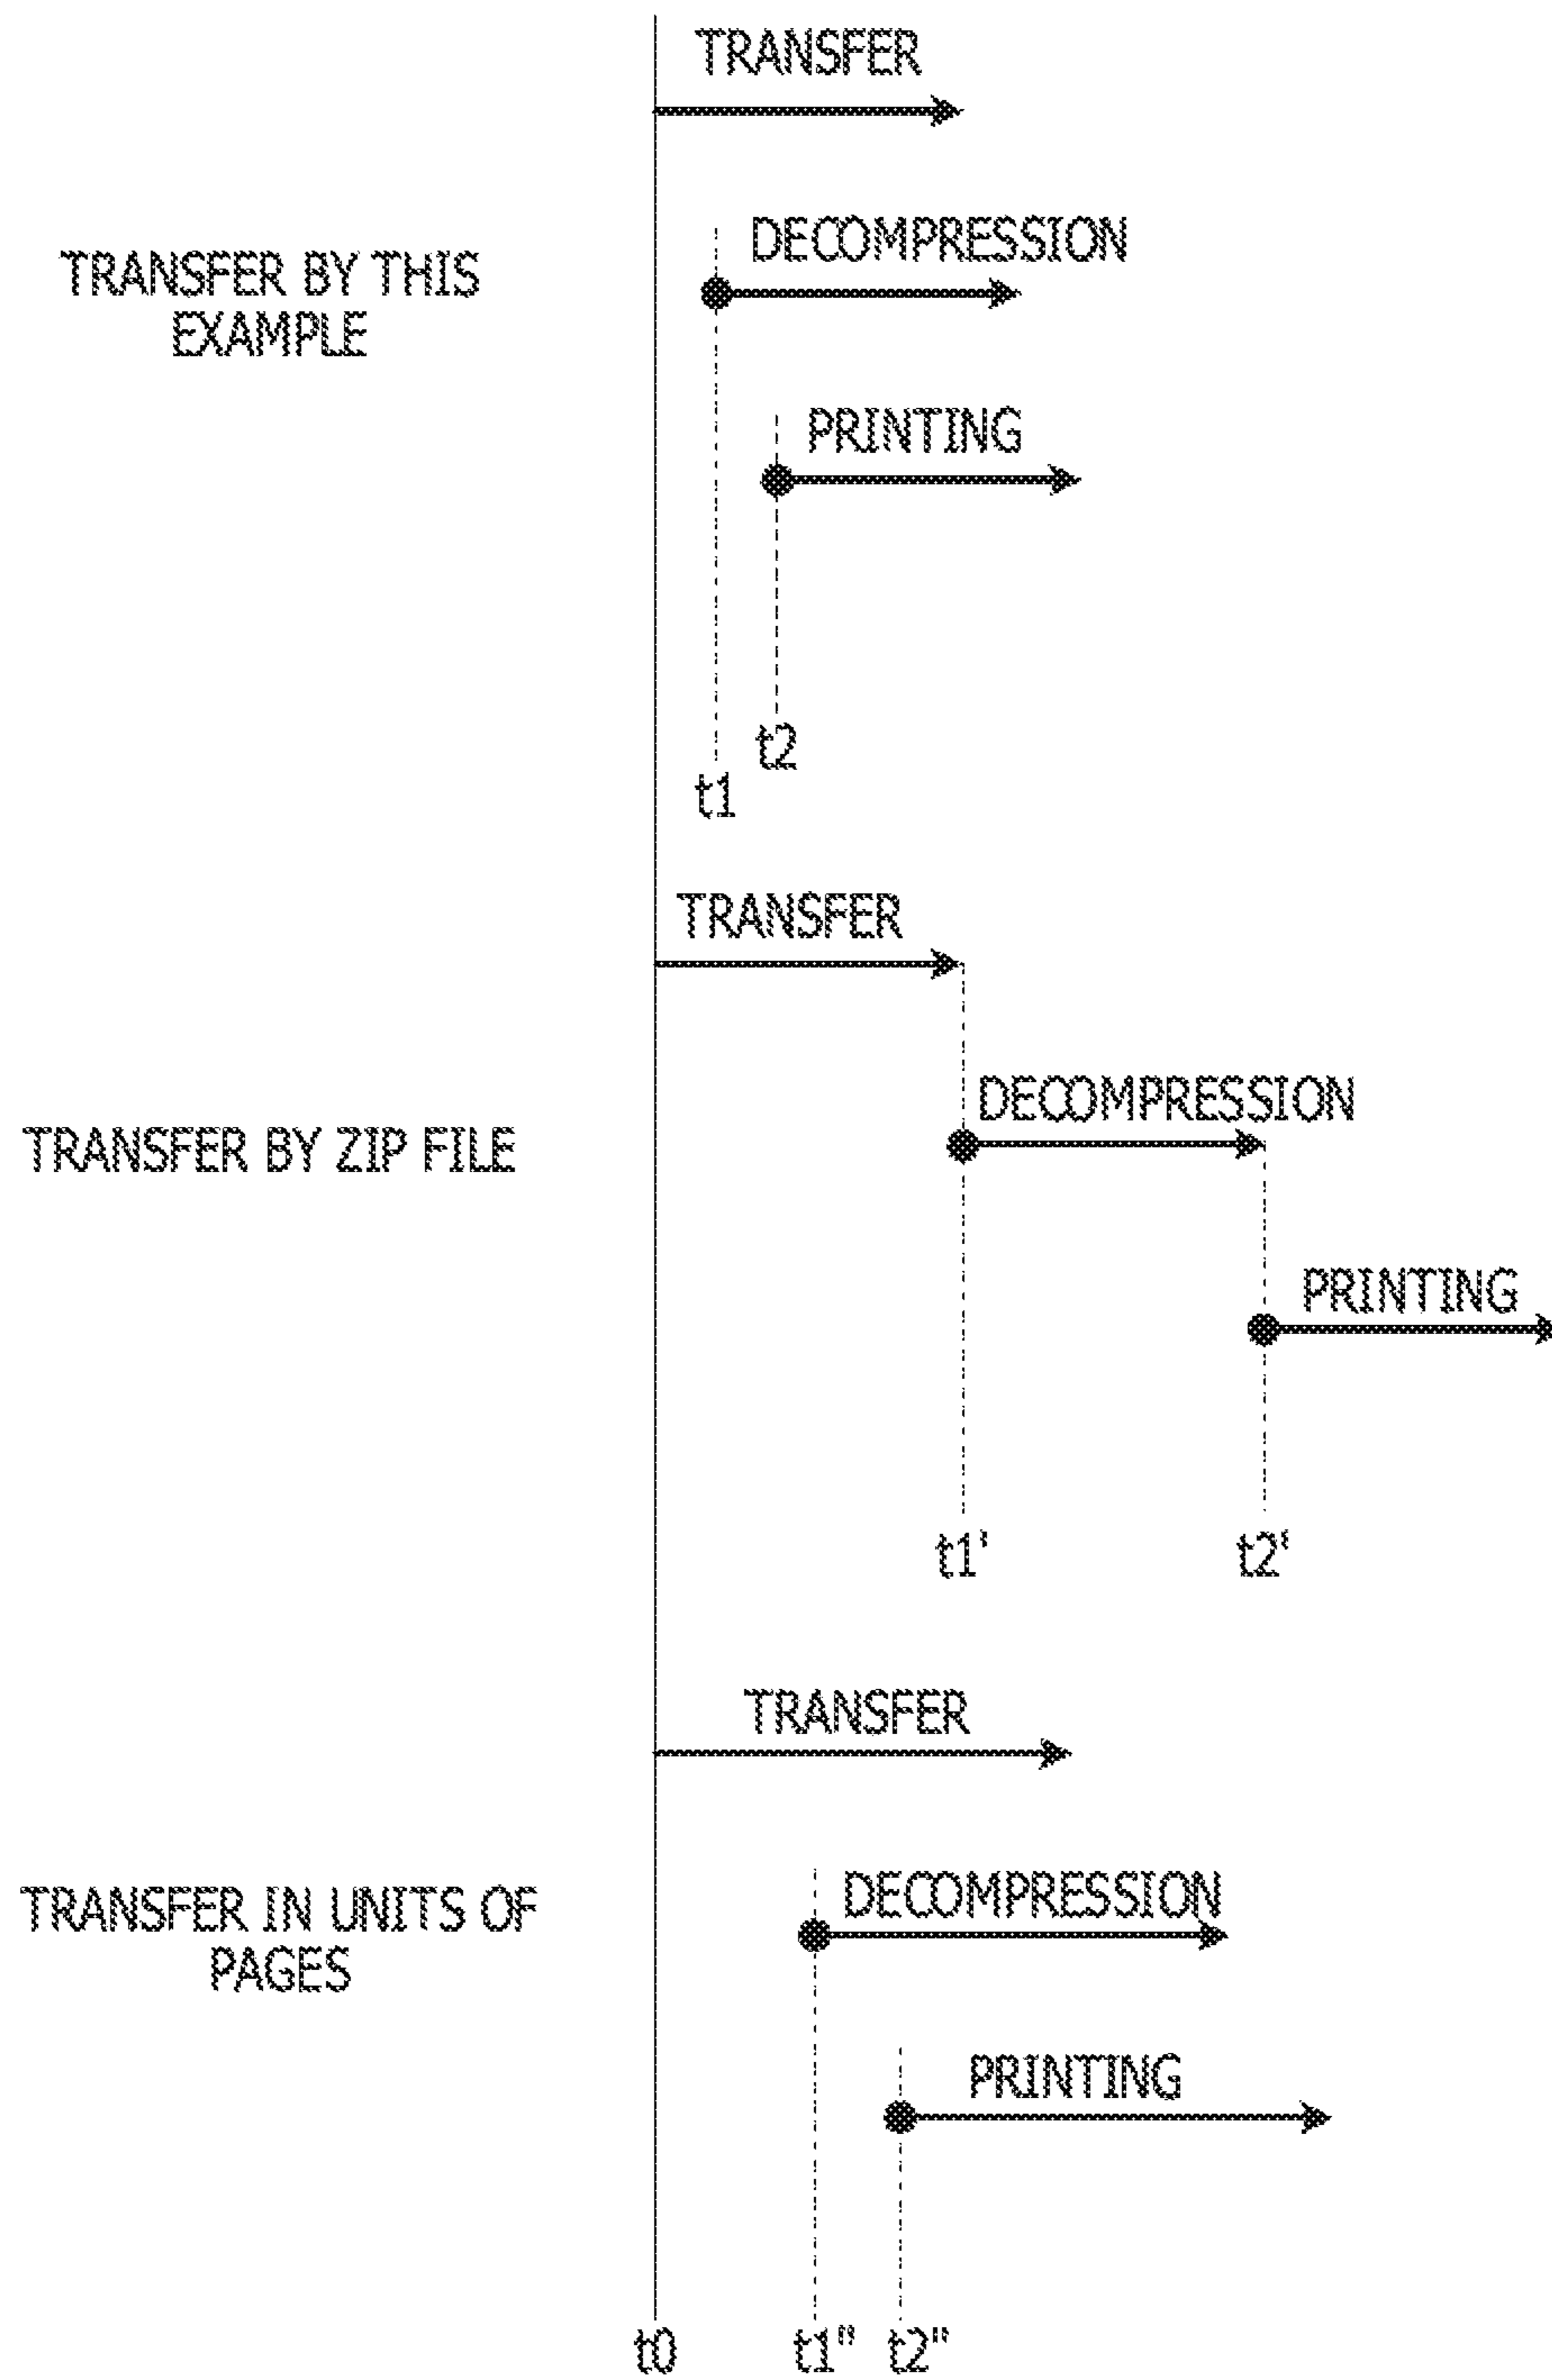 TRANSFER
DECOMPRESSION
TRANSFER BY THIS
EXAMPLE
PRINTING
t2
t1
TRANSFER
DECOMPRESSION
TRANSFER BY ZIP FILE
PRINTING
t1'
t2'
TRANSFER
DECOMPRESSION
TRANSFER IN UNITS OF
PAGES
PRINTING
t0
t1"
t2"